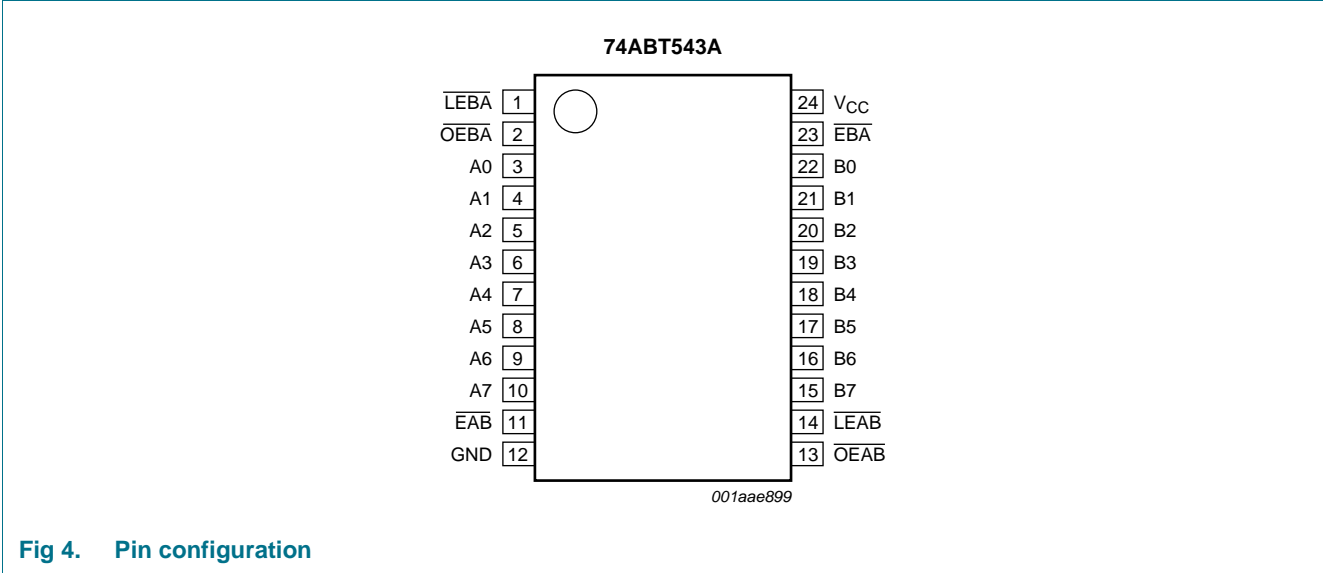 74ABT543A
LEBA 1 24 VCC
OEBA 2 23 EBA
A0 3 22 B0
A1 4 21 B1
A2 5 20 B2
A3 6 19 B3
A4 7 18 B4
A5 8 17 B5
A6 9 16 B6
A7 10 15 B7
EAB 11 14 LEAB
GND 12 13 OEAB
001aae899
Fig 4. Pin configuration